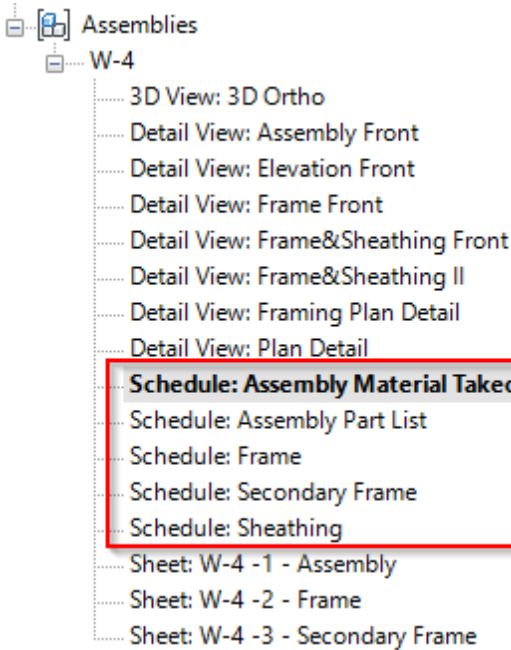 Assemblies
W-4
3D View: 3D Ortho
Detail View: Assembly Front
Detail View: Elevation Front
Detail View: Frame Front
Detail View: Frame&Sheathing Front
Detail View: Frame&Sheathing II
Detail View: Framing Plan Detail
Detail View: Plan Detail
Schedule: Assembly Material
Schedule: Assembly Part List
Schedule: Frame
Schedule: Secondary Frame
Schedule: Sheathing
Sheet: W-4 -1 - Assembly
Sheet: W-4 -2 - Frame
Sheet: W-4 -3 - Secondary Frame